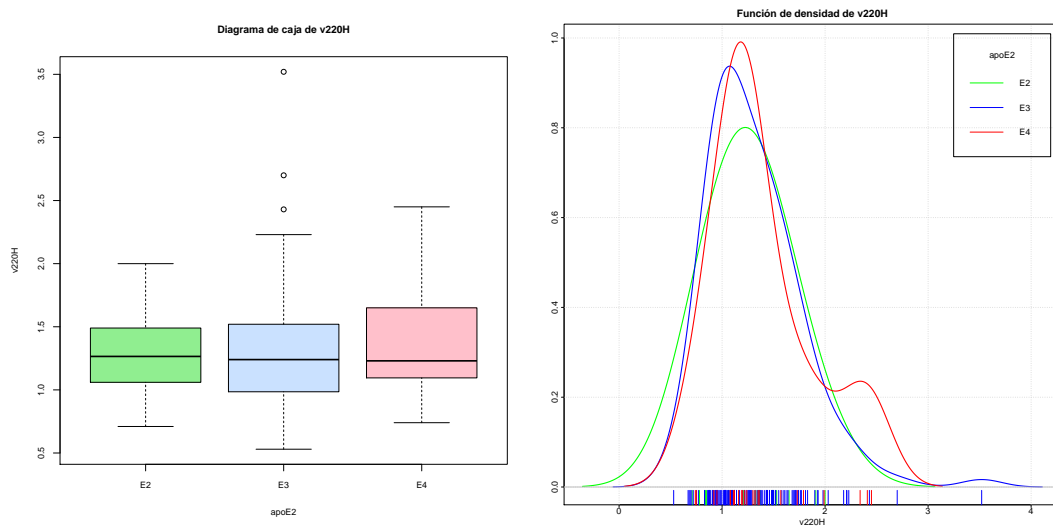 Diagrama de caja de v220H
3.5
3.0
2.5
2.0
1.5
1.0
0.5
v220H
E2 E3 E4
apoE2
Función de densidad de v220H
1.0
0.8
0.6
0.4
0.2
0.0
apoE2
E2
E3
E4
0 1 2 3 4
v220H